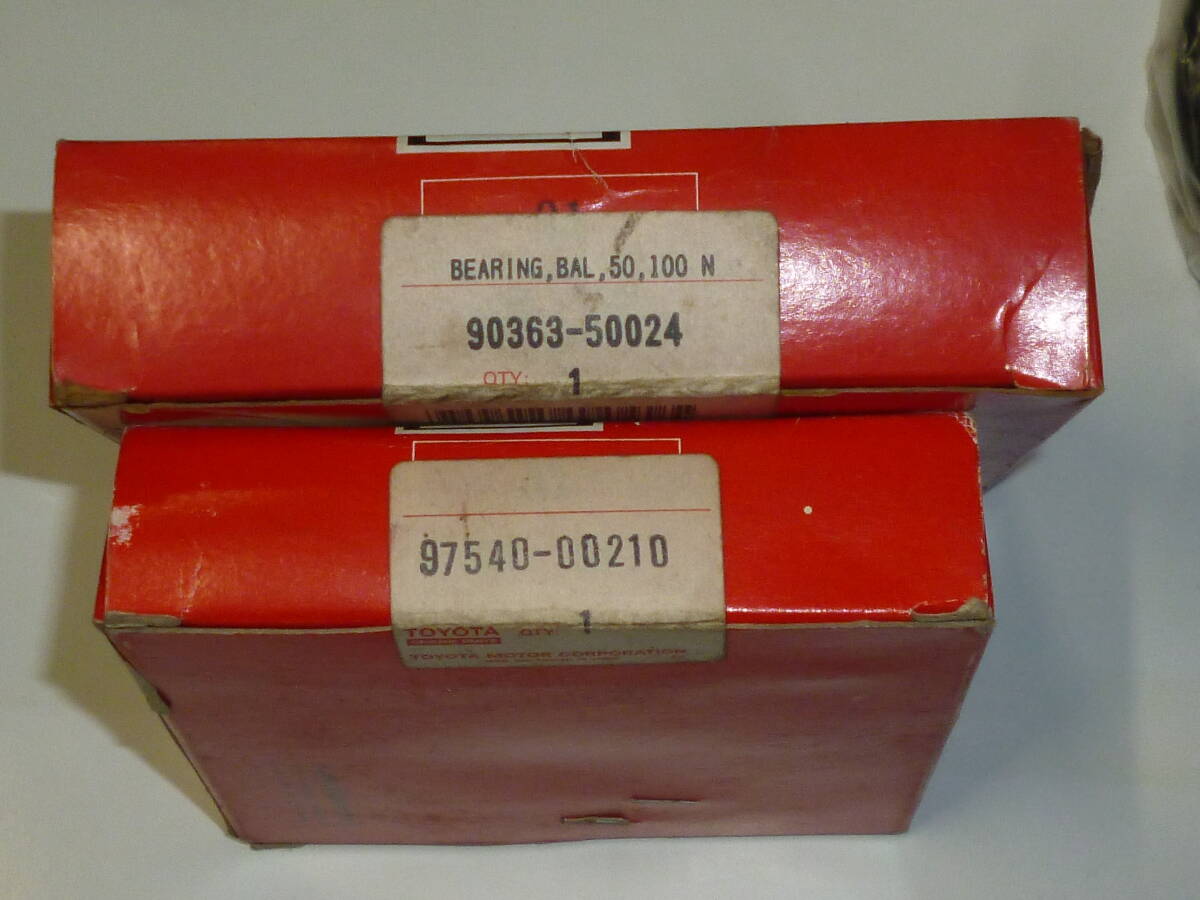 BEARING,BAL,50,100 N
90363-50024
QTY: 1
97540-00210
TOYOTA QTY: 1
TOYOTA MOTOR CORPORATION